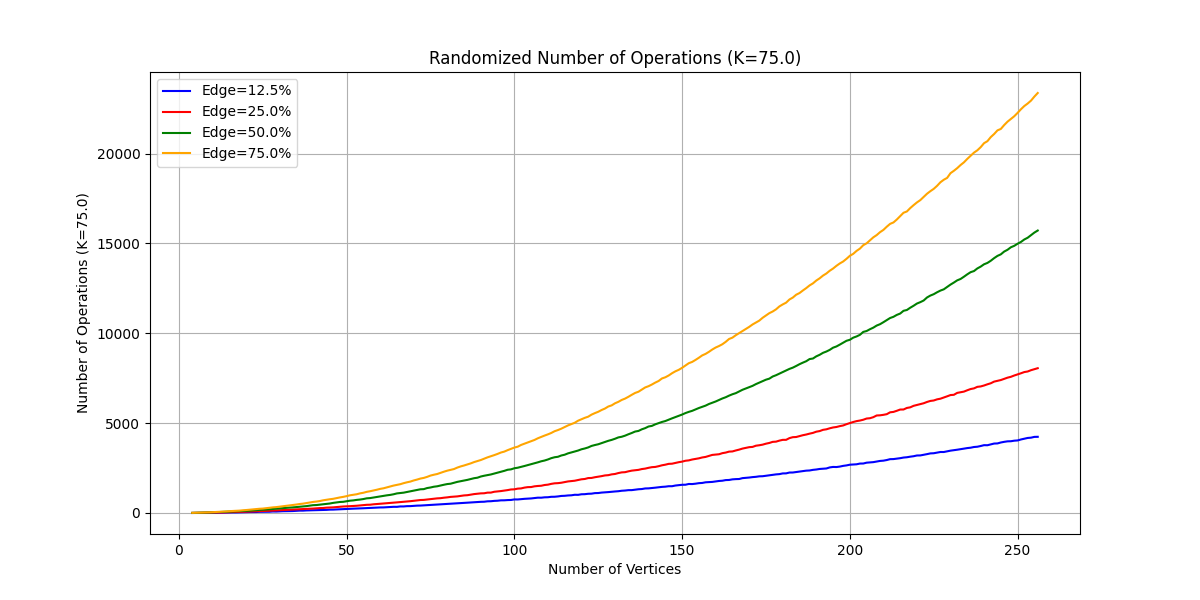 Randomized Number of Operations (K=75.0)
Edge=12.5%
Edge=25.0%
Edge=50.0%
Edge=75.0%
Number of Operations (K=75.0)
20000
15000
10000
5000
0
0 50 100 150 200 250
Number of Vertices